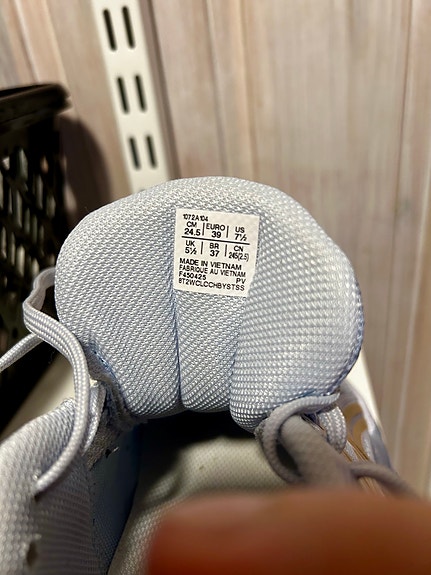 1072A104
CM EURO US
24.5 39 7½
UK BR CN
5½ 37 245(2.5)
MADE IN VIETNAM
FABRIQUE AU VIETNAM
F450425 PV
8T2WCLCCHBYSTSS